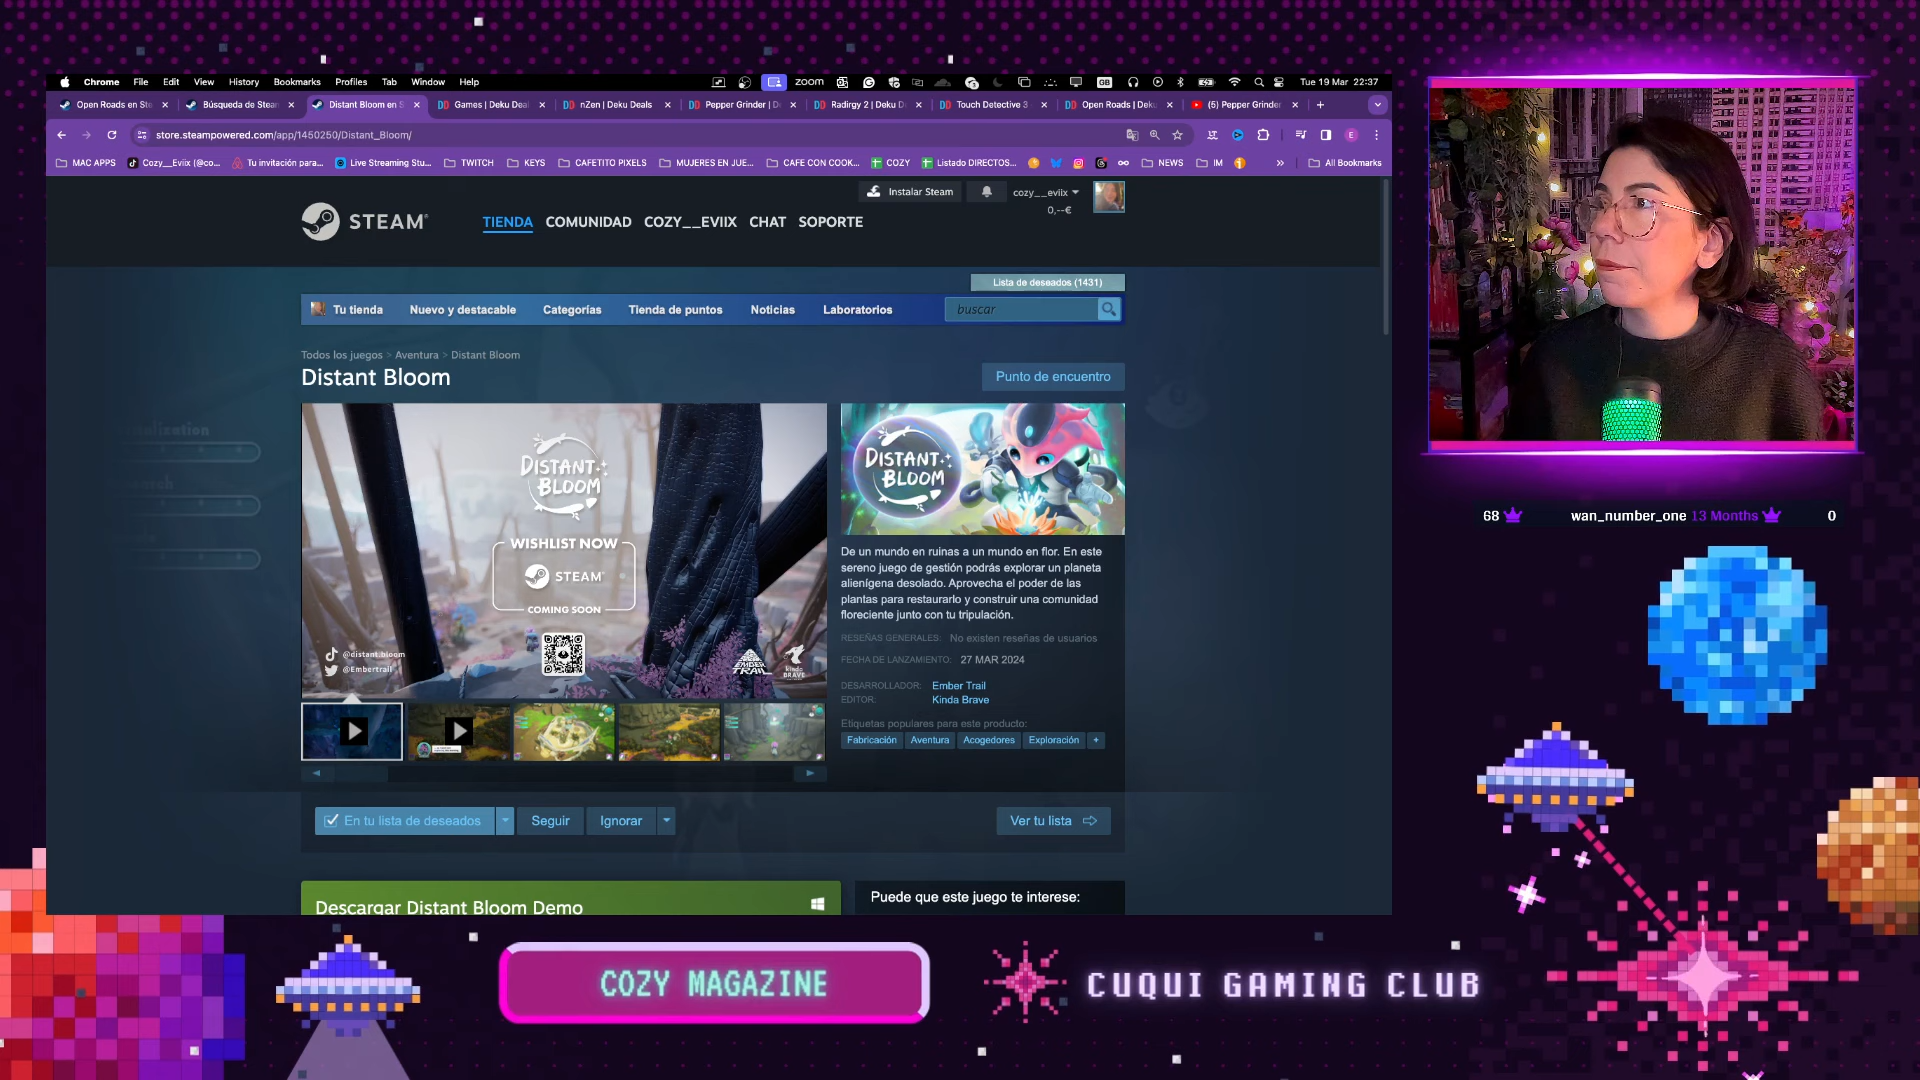 Chrome File Edit View History Bookmarks Profiles Tab Window Help
zoom
GB
Tue 19 Mar 22:37
Open Roads en Ste
Búsqueda de Steam
Distant Bloom en S
Games | Deku Deal
nZen | Deku Deals
Pepper Grinder | D
Radirgy 2 | Deku D
Touch Detective 3
Open Roads | Deku
(5) Pepper Grinder
store.steampowered.com/app/1450250/Distant_Bloom/
MAC APPS
Cozy__Eviix (@co...
Tu invitación para...
Live Streaming Stu...
TWITCH
KEYS
CAFETITO PIXELS
MUJERES EN JUE...
CAFE CON COOK...
COZY
Listado DIRECTOS...
NEWS
IM
All Bookmarks
Instalar Steam
cozy__eviix
0,--€
STEAM
TIENDA COMUNIDAD COZY__EVIIX CHAT SOPORTE
Lista de deseados (1431)
Tu tienda Nuevo y destacable Categorías Tienda de puntos Noticias Laboratorios
buscar
Todos los juegos > Aventura > Distant Bloom
Distant Bloom
Punto de encuentro
DISTANT
BLOOM
WISHLIST NOW
STEAM
COMING SOON
@distant.bloom
@Embertrail
EMBER
TRAIL
kinda
BRAVE
DISTANT
BLOOM
De un mundo en ruinas a un mundo en flor. En este
sereno juego de gestión podrás explorar un planeta
alienígena desolado. Aprovecha el poder de las
plantas para restaurarlo y construir una comunidad
floreciente junto con tu tripulación.
RESEÑAS GENERALES: No existen reseñas de usuarios
FECHA DE LANZAMIENTO: 27 MAR 2024
DESARROLLADOR: Ember Trail
EDITOR: Kinda Brave
Etiquetas populares para este producto:
Fabricación Aventura Acogedores Exploración +
En tu lista de deseados
Seguir
Ignorar
Ver tu lista
Descargar Distant Bloom Demo
Puede que este juego te interese:
68
wan_number_one 13 Months
0
COZY MAGAZINE
CUQUI GAMING CLUB